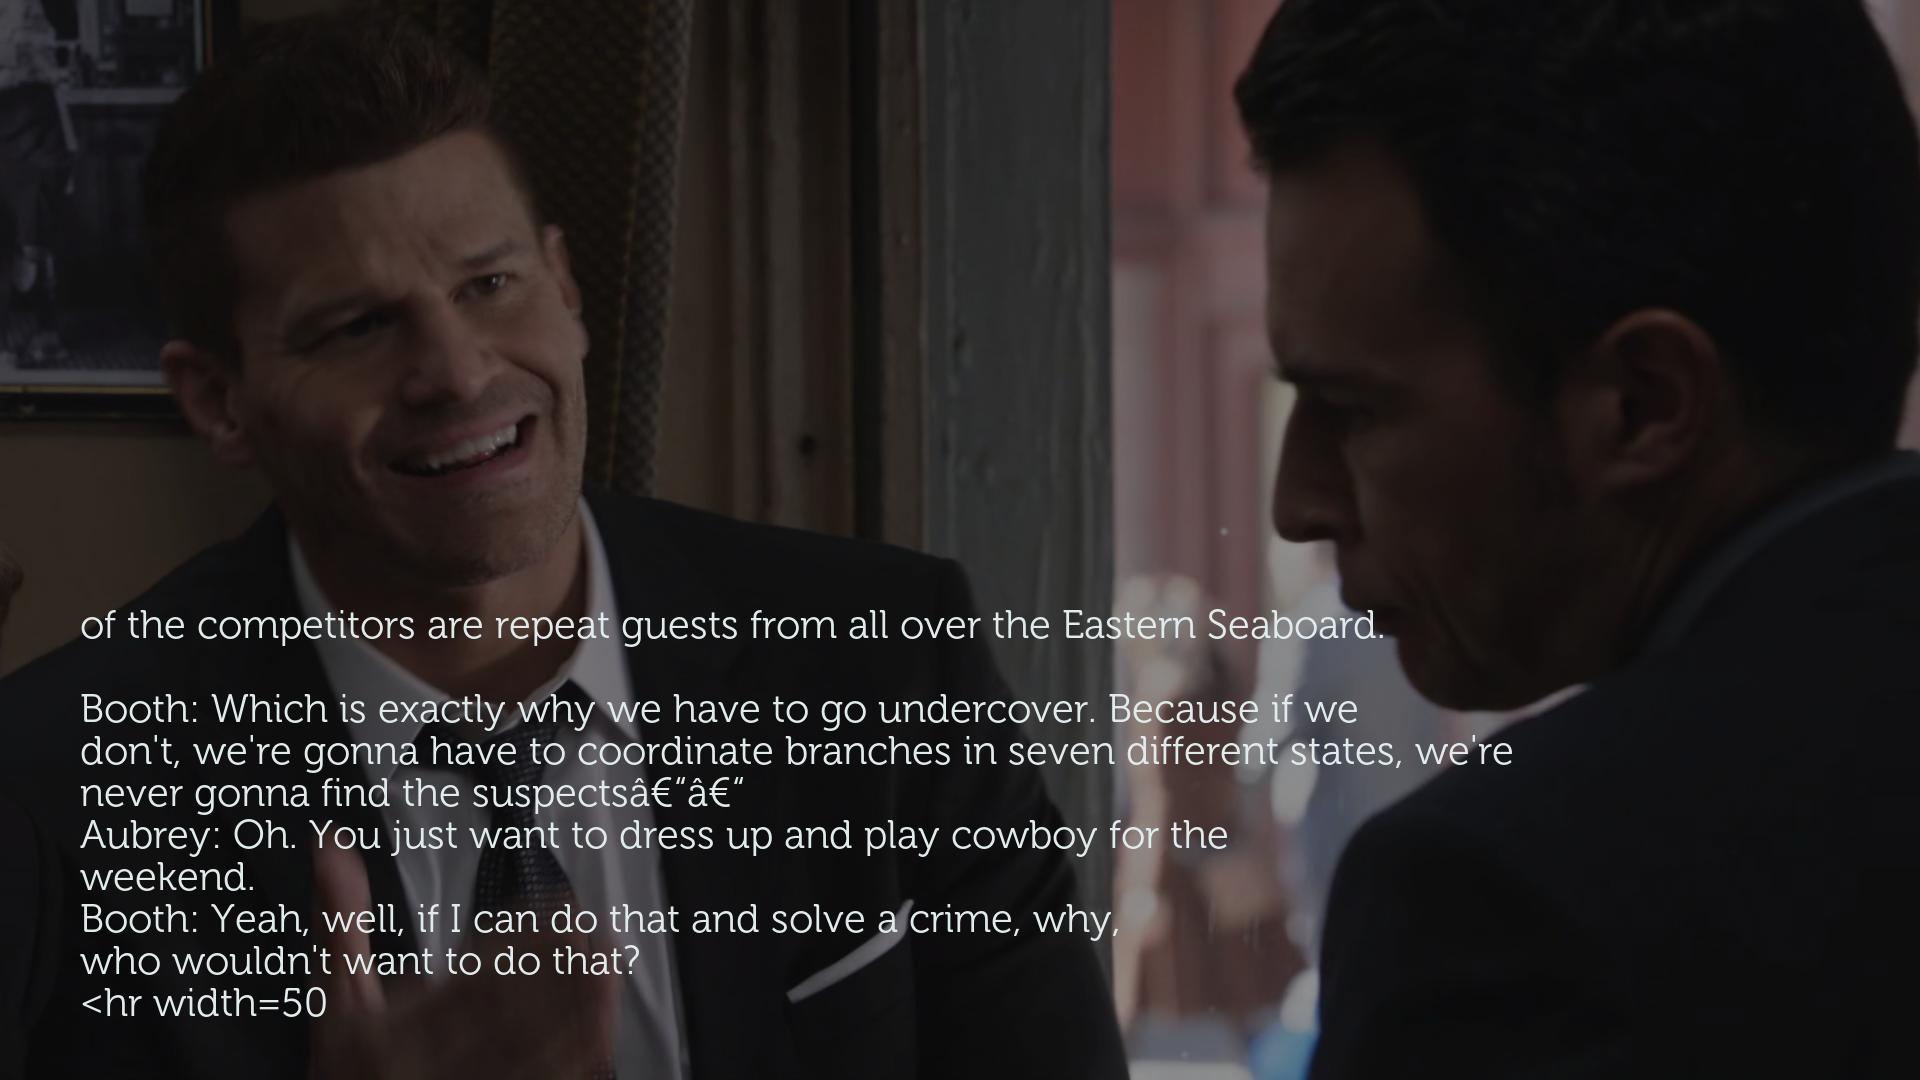 of the competitors are repeat guests from all over the Eastern Seaboard.
Booth: Which is exactly why we have to go undercover. Because if we
don't, we're gonna have to coordinate branches in seven different states, we're
never gonna find the suspectsâ€“â€“
Aubrey: Oh. You just want to dress up and play cowboy for the
weekend.
Booth: Yeah, well, if I can do that and solve a crime, why,
who wouldn't want to do that?
<hr width=50